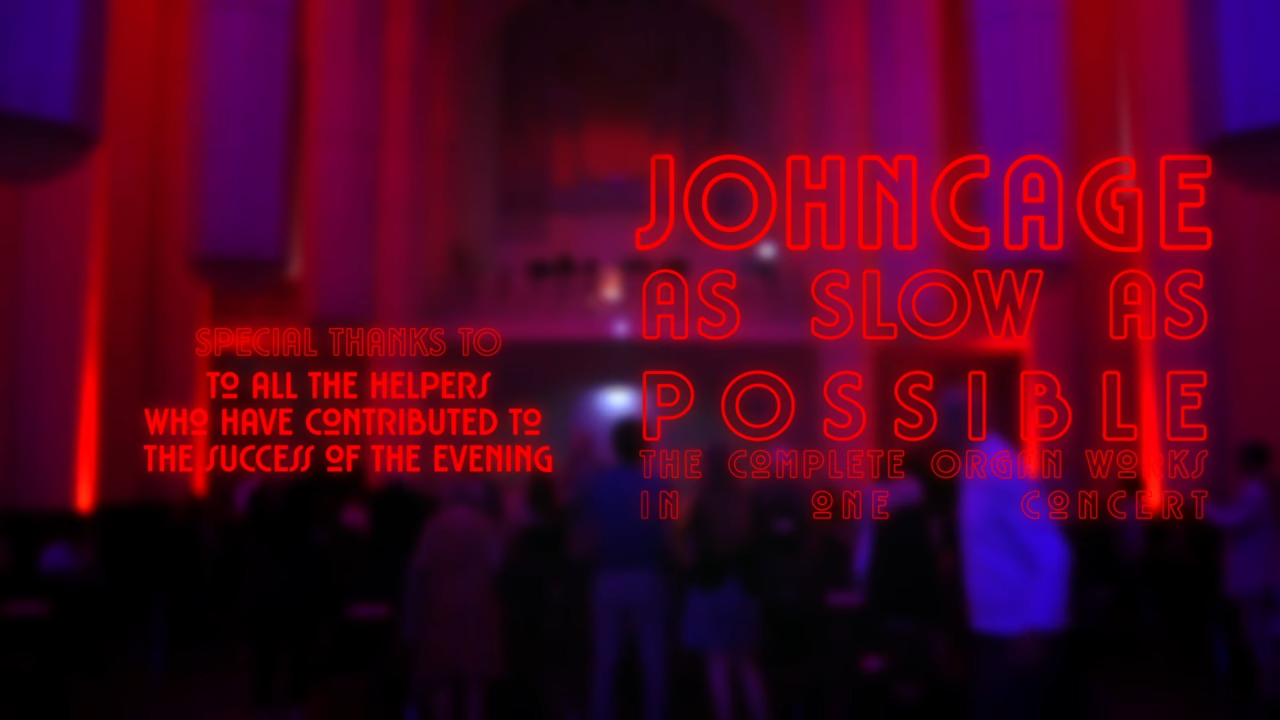 SPECIAL THANKS TO
TO ALL THE HELPERS
WHO HAVE CONTRIBUTED TO
THE SUCCESS OF THE EVENING
JOHNCAGE
AS SLOW AS
POSSIBLE
THE COMPLETE ORGAN WORKS
IN ONE CONCERT